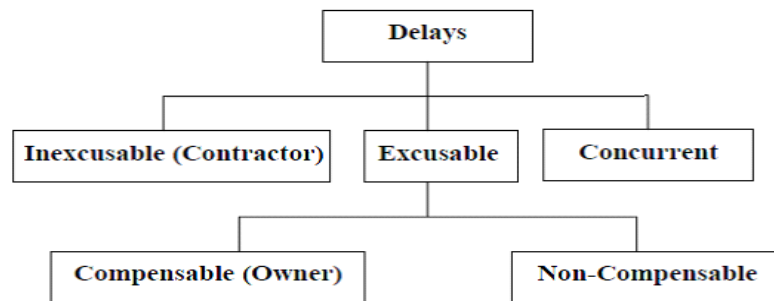 Delays
Inexcusable (Contractor)
Excusable
Concurrent
Compensable (Owner)
Non-Compensable